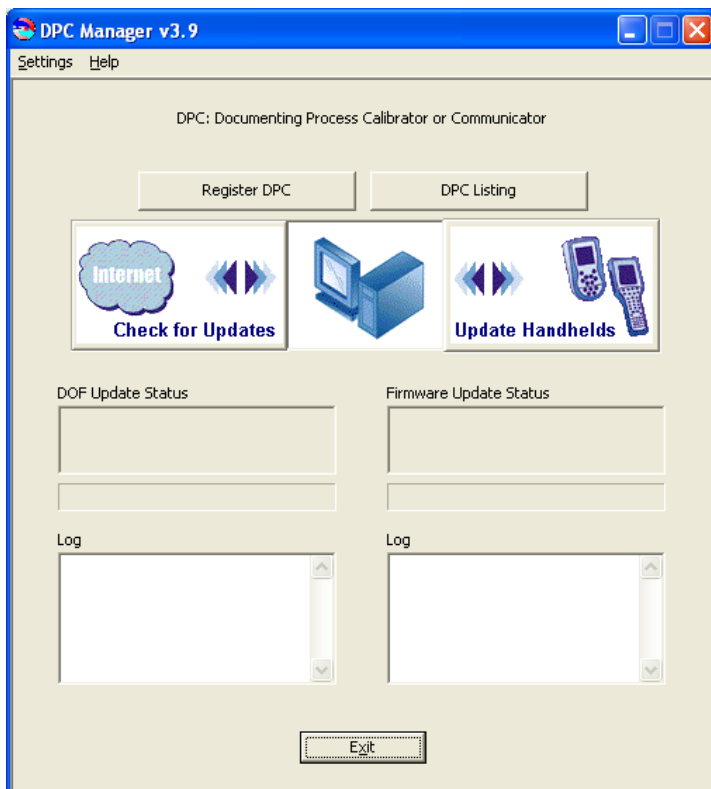 DPC Manager v3.9
Settings Help
DPC: Documenting Process Calibrator or Communicator
Register DPC DPC Listing
Internet
Check for Updates Update Handhelds
DOF Update Status Firmware Update Status
Log Log
Exit